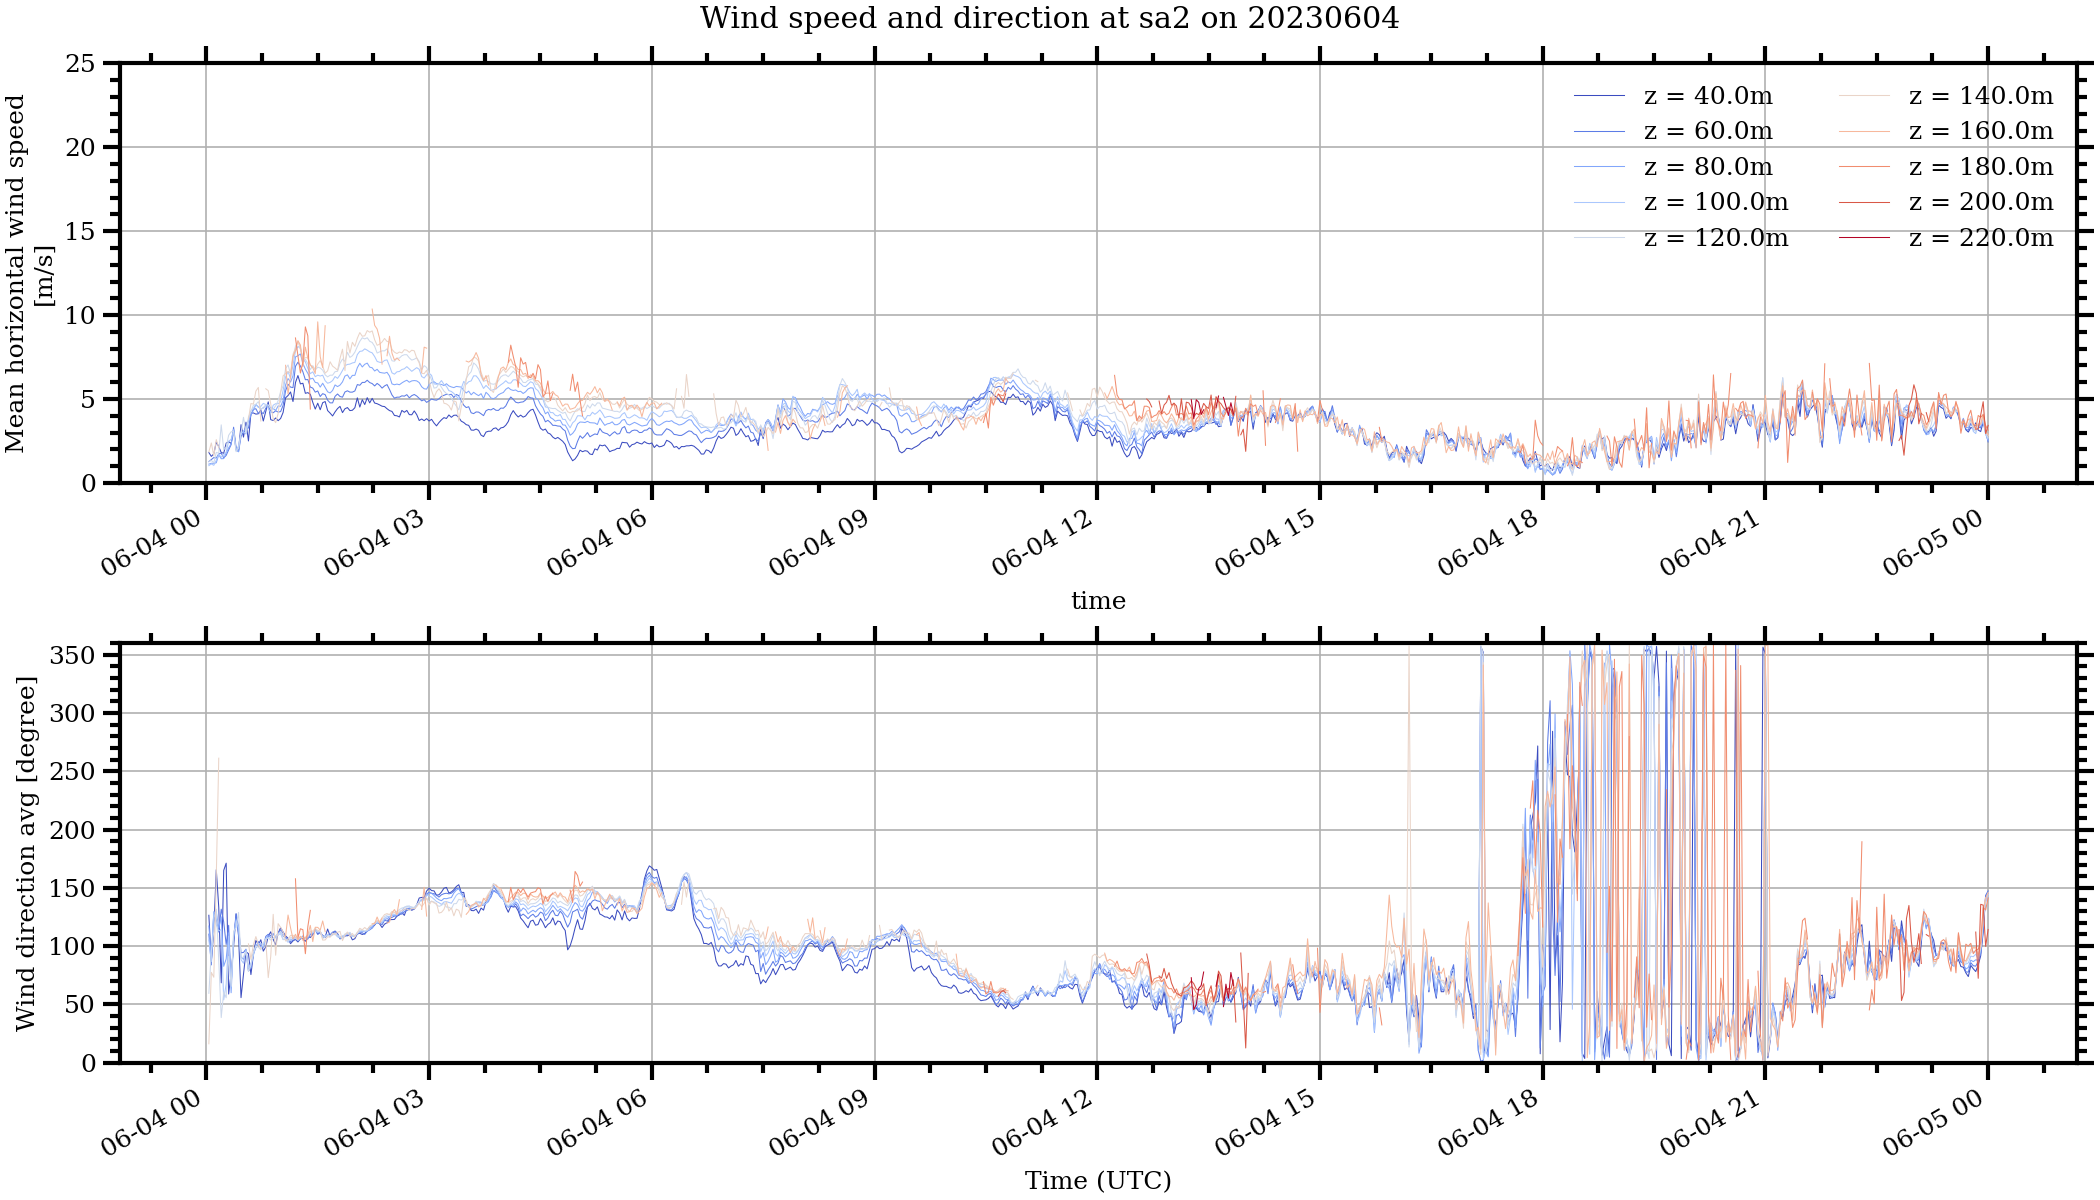 Wind speed and direction at sa2 on 20230604
Mean horizontal wind speed
[m/s]
25
20
15
10
5
0
z = 40.0m
z = 60.0m
z = 80.0m
z = 100.0m
z = 120.0m
z = 140.0m
z = 160.0m
z = 180.0m
z = 200.0m
z = 220.0m
06-04 00
06-04 03
06-04 06
06-04 09
06-04 12
06-04 15
06-04 18
06-04 21
06-05 00
time
Wind direction avg [degree]
350
300
250
200
150
100
50
0
06-04 00
06-04 03
06-04 06
06-04 09
06-04 12
06-04 15
06-04 18
06-04 21
06-05 00
Time (UTC)